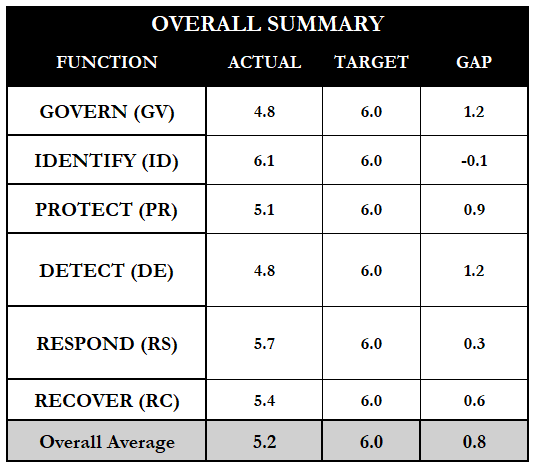 OVERALL SUMMARY
FUNCTION ACTUAL TARGET GAP
GOVERN (GV) 4.8 6.0 1.2
IDENTIFY (ID) 6.1 6.0 -0.1
PROTECT (PR) 5.1 6.0 0.9
DETECT (DE) 4.8 6.0 1.2
RESPOND (RS) 5.7 6.0 0.3
RECOVER (RC) 5.4 6.0 0.6
Overall Average 5.2 6.0 0.8